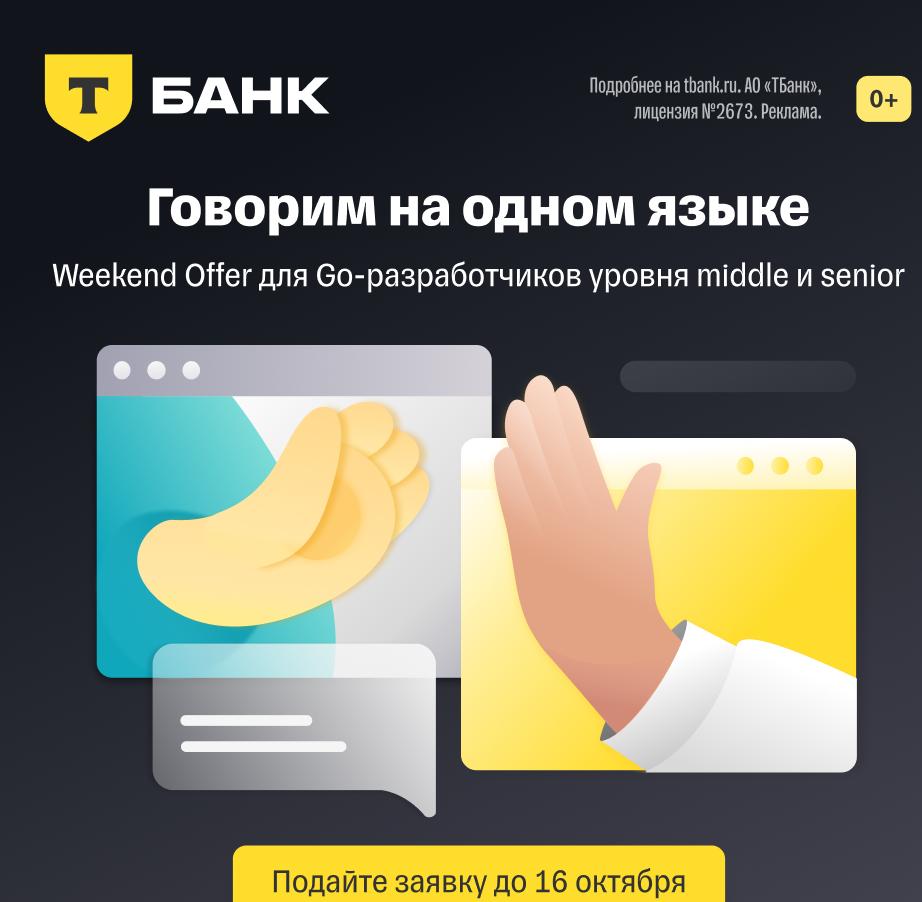 Т БАНК
Подробнее на tbank.ru. АО «ТБанк»,
лицензия №2673. Реклама.
0+
Говорим на одном языке
Weekend Offer для Go-разработчиков уровня middle и senior
Подайте заявку до 16 октября